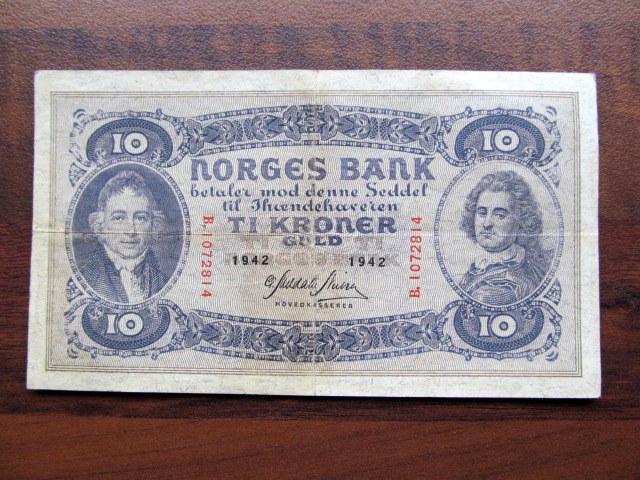 10 10
NORGES BANK
betaler mod denne Seddel
til Ihændehaveren
TI KRONER
GULD
1942 1942
B. 1072814
B. 1072814
HOVEDKASSERER
10 10